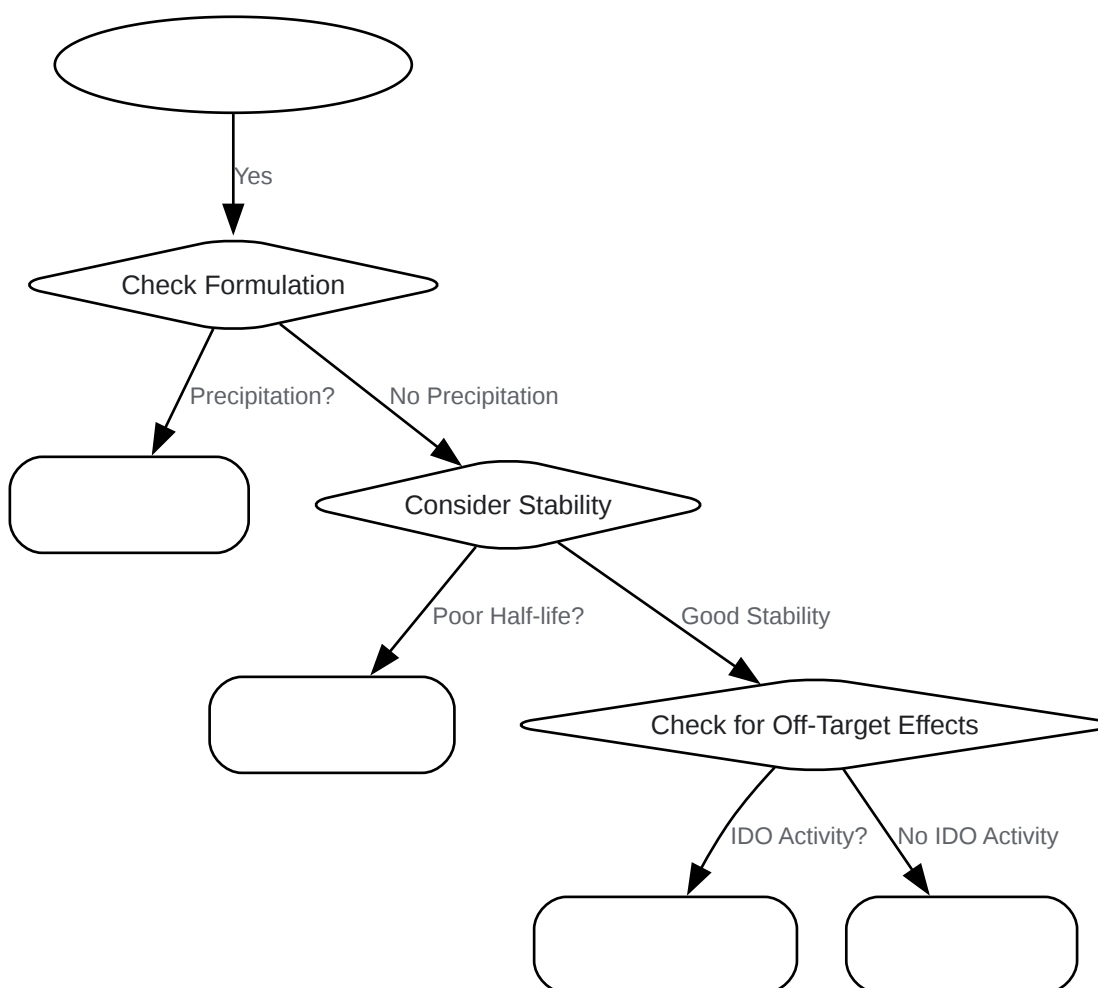 Yes
Check Formulation
Precipitation?
No Precipitation
Consider Stability
Poor Half-life?
Good Stability
Check for Off-Target Effects
IDO Activity?
No IDO Activity